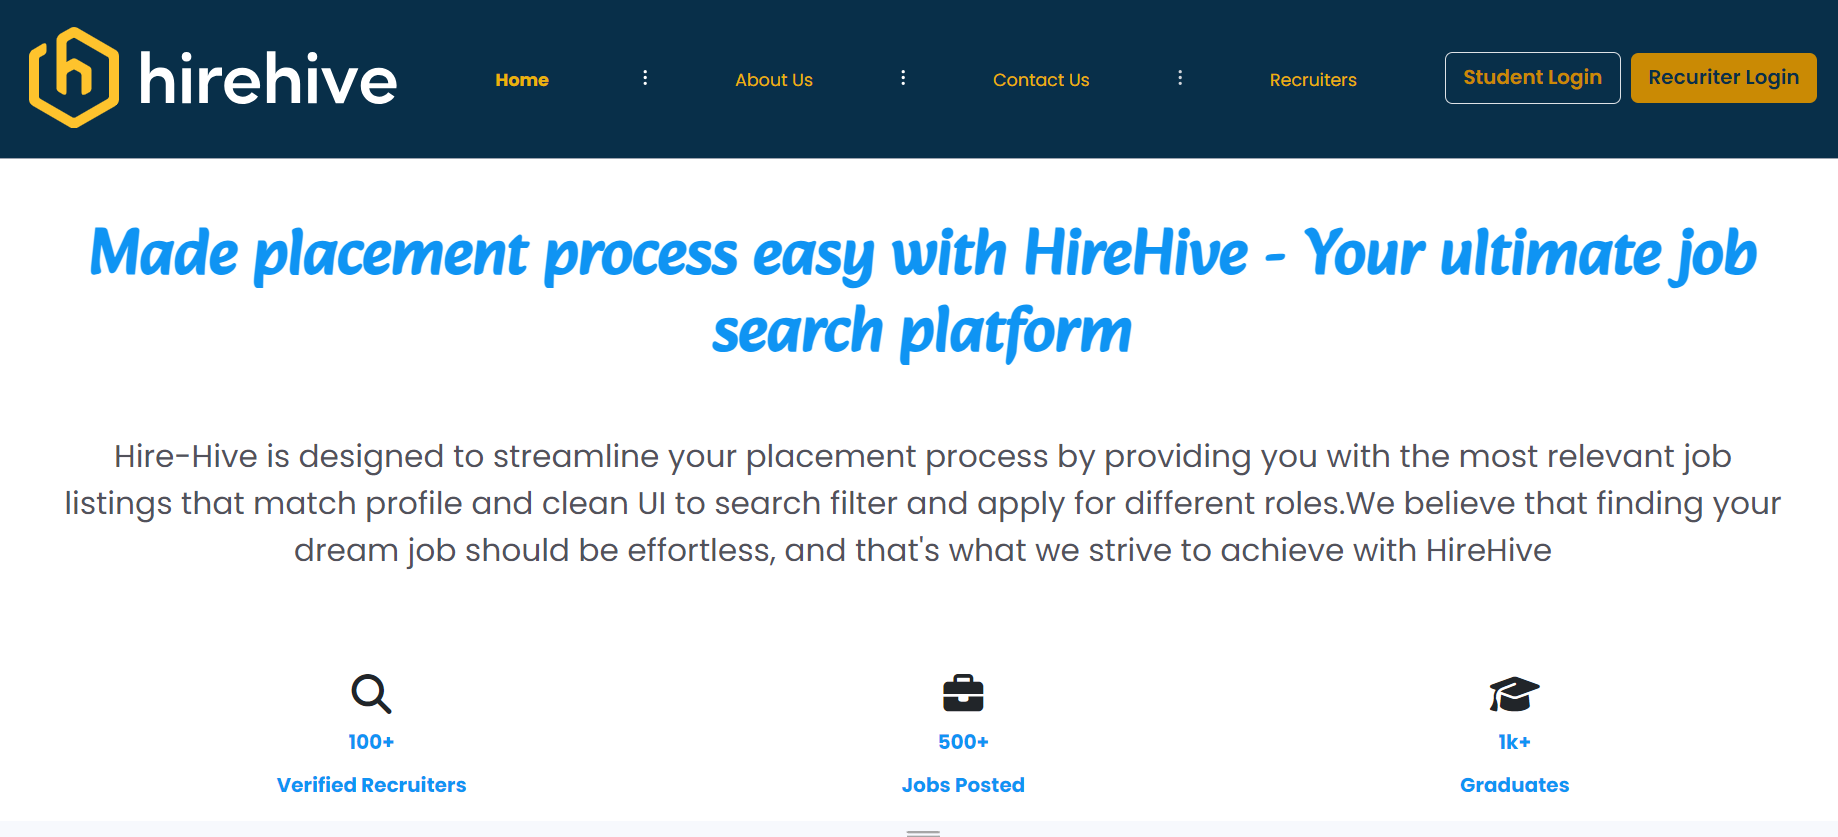 hirehive
Home
About Us
Contact Us
Recruiters
Student Login
Recuriter Login
Made placement process easy with HireHive - Your ultimate job
search platform
Hire-Hive is designed to streamline your placement process by providing you with the most relevant job
listings that match profile and clean UI to search filter and apply for different roles.We believe that finding your
dream job should be effortless, and that's what we strive to achieve with HireHive
100+
Verified Recruiters
500+
Jobs Posted
1k+
Graduates